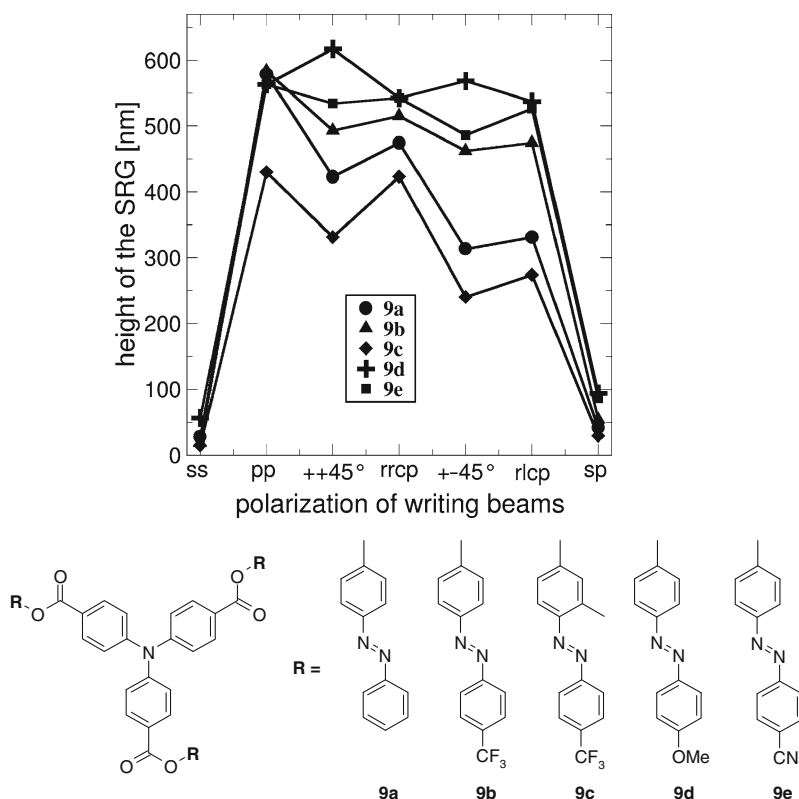 height of the SRG [nm]
600
500
400
300
200
100
0
9a
9b
9c
9d
9e
ss pp ++45° rrcp +-45° rlcp sp
polarization of writing beams
R
O
O
O
R
O
N
O
O
R
R =
N
N
N
N
N
N
N
N
N
N
CF3 CF3 OMe CN
9a 9b 9c 9d 9e